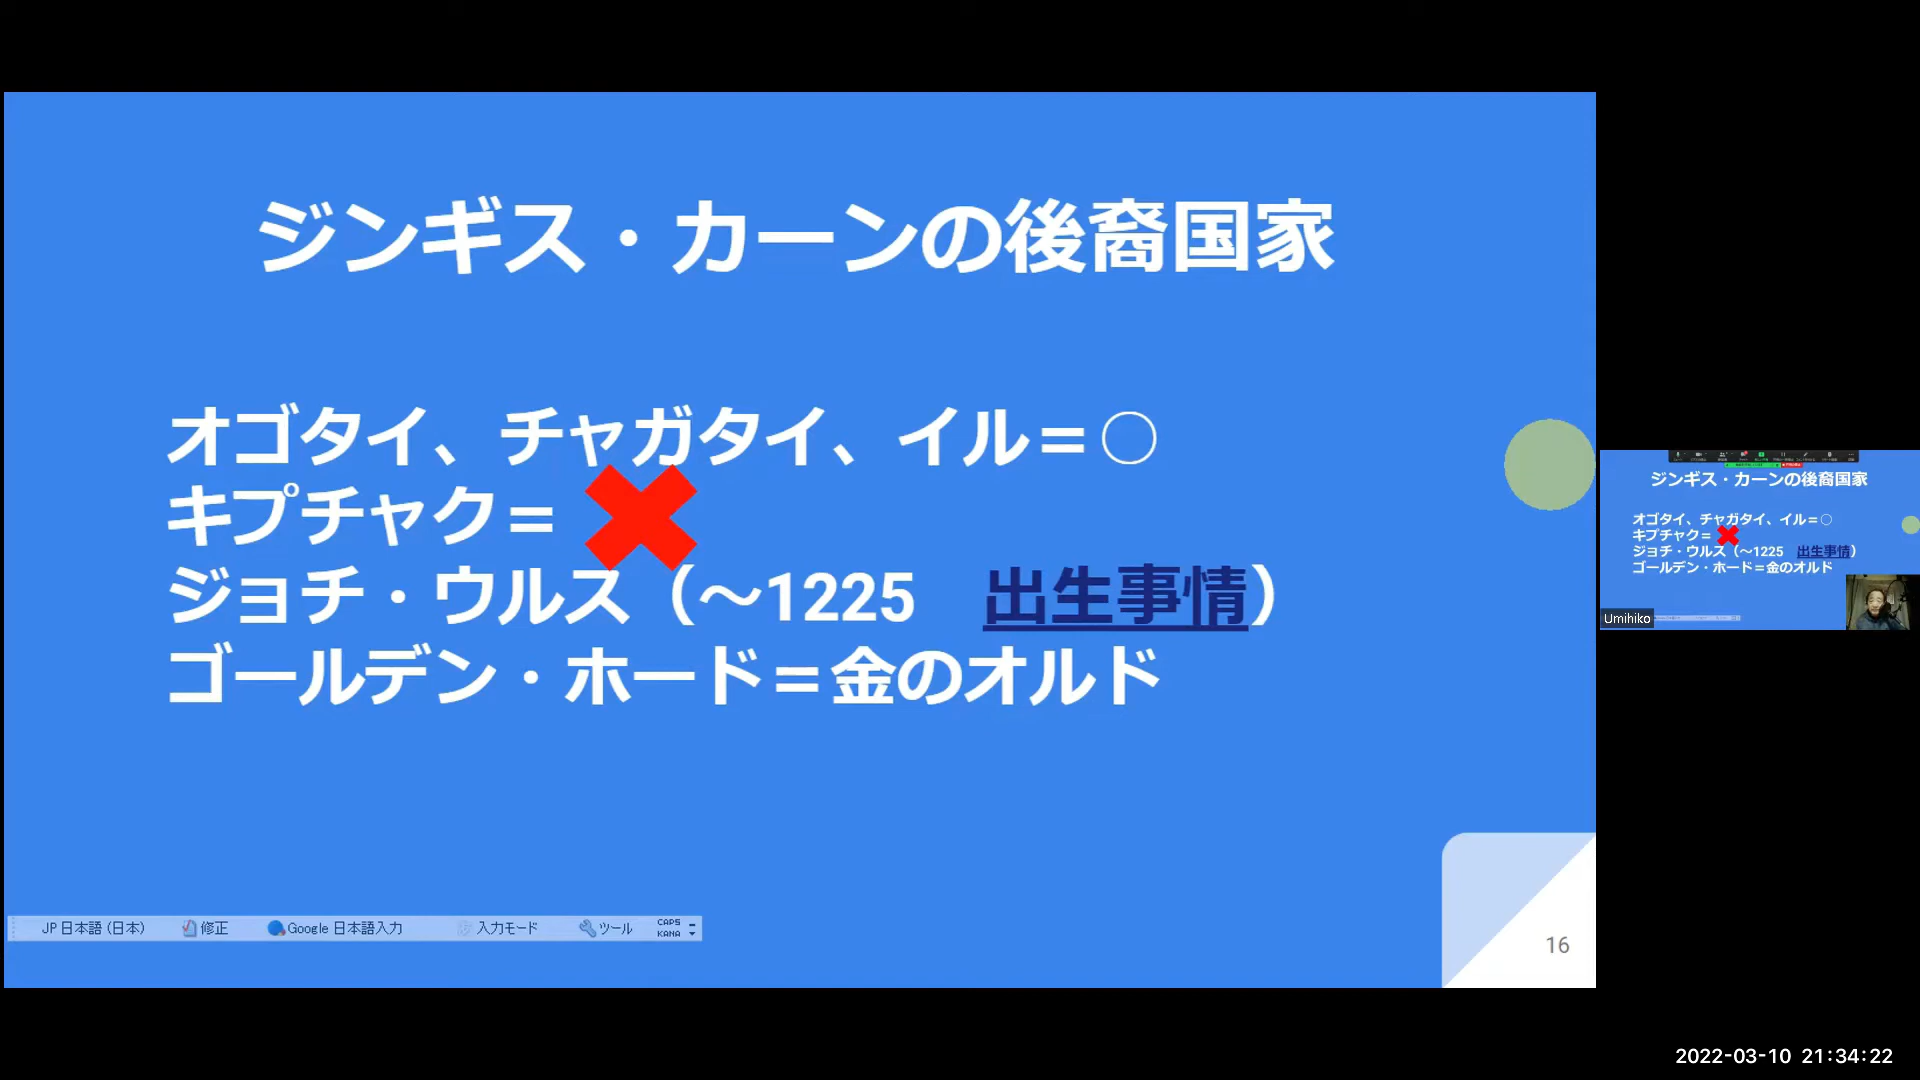 ジンギス・カーンの後裔国家
オゴタイ、チャガタイ、イル＝○
キプチャク＝
ジョチ・ウルス（～1225　出生事情）
ゴールデン・ホード＝金のオルド
JP 日本語 (日本) 修正 Google 日本語入力 入力モード ツール CAPS KANA
16
ジンギス・カーンの後裔国家
オゴタイ、チャガタイ、イル＝○
キプチャク＝
ジョチ・ウルス（～1225　出生事情）
ゴールデン・ホード＝金のオルド
Umihiko
2022-03-10 21:34:22